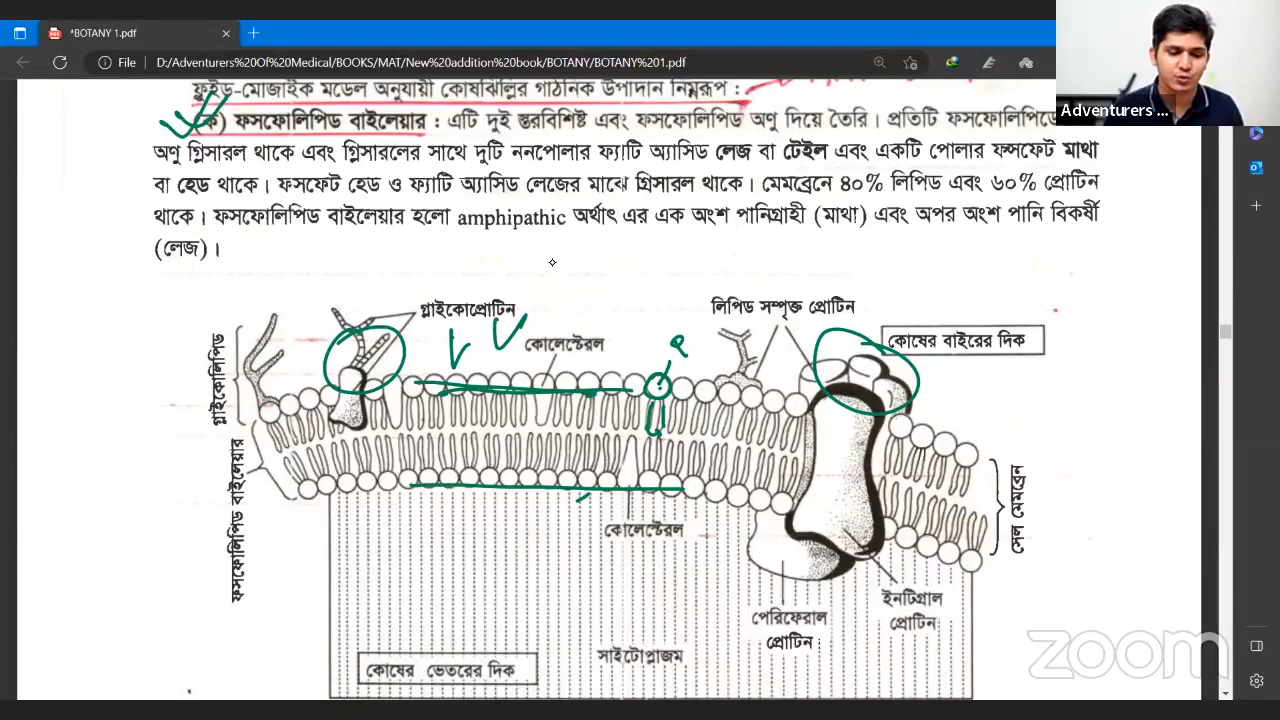 *BOTANY 1.pdf
File
D:/Adventurers%20Of%20Medical/BOOKS/MAT/New%20addition%20book/BOTANY/BOTANY%201.pdf
Adventurers ...
ফ্লুইড-মোজাইক মডেল অনুযায়ী কোষঝিল্লির গাঠনিক উপাদান নিম্নরূপ :
(ক) ফসফোলিপিড বাইলেয়ার : এটি দুই স্তরবিশিষ্ট এবং ফসফোলিপিড অণু দিয়ে তৈরি। প্রতিটি ফসফোলিপিডে
অণু গ্লিসারল থাকে এবং গ্লিসারলের সাথে দুটি ননপোলার ফ্যাটি অ্যাসিড লেজ বা টেইল এবং একটি পোলার ফসফেট মাথা
বা হেড থাকে। ফসফেট হেড ও ফ্যাটি অ্যাসিড লেজের মাঝে গ্লিসারল থাকে। মেমব্রেনে ৪০% লিপিড এবং ৬০% প্রোটিন
থাকে। ফসফোলিপিড বাইলেয়ার হলো amphipathic অর্থাৎ এর এক অংশ পানিগ্রাহী (মাথা) এবং অপর অংশ পানি বিকর্ষী
(লেজ)।
গ্লাইকোপ্রোটিন
লিপিড সম্পৃক্ত প্রোটিন
কোলেস্টেরল
কোষের বাইরের দিক
গ্লাইকোলিপিড
ফসফোলিপিড বাইলেয়ার
সেল মেমব্রেন
কোলেস্টেরল
ইনটিগ্রাল
প্রোটিন
পেরিফেরাল
প্রোটিন
সাইটোপ্লাজম
কোষের ভেতরের দিক
zoom